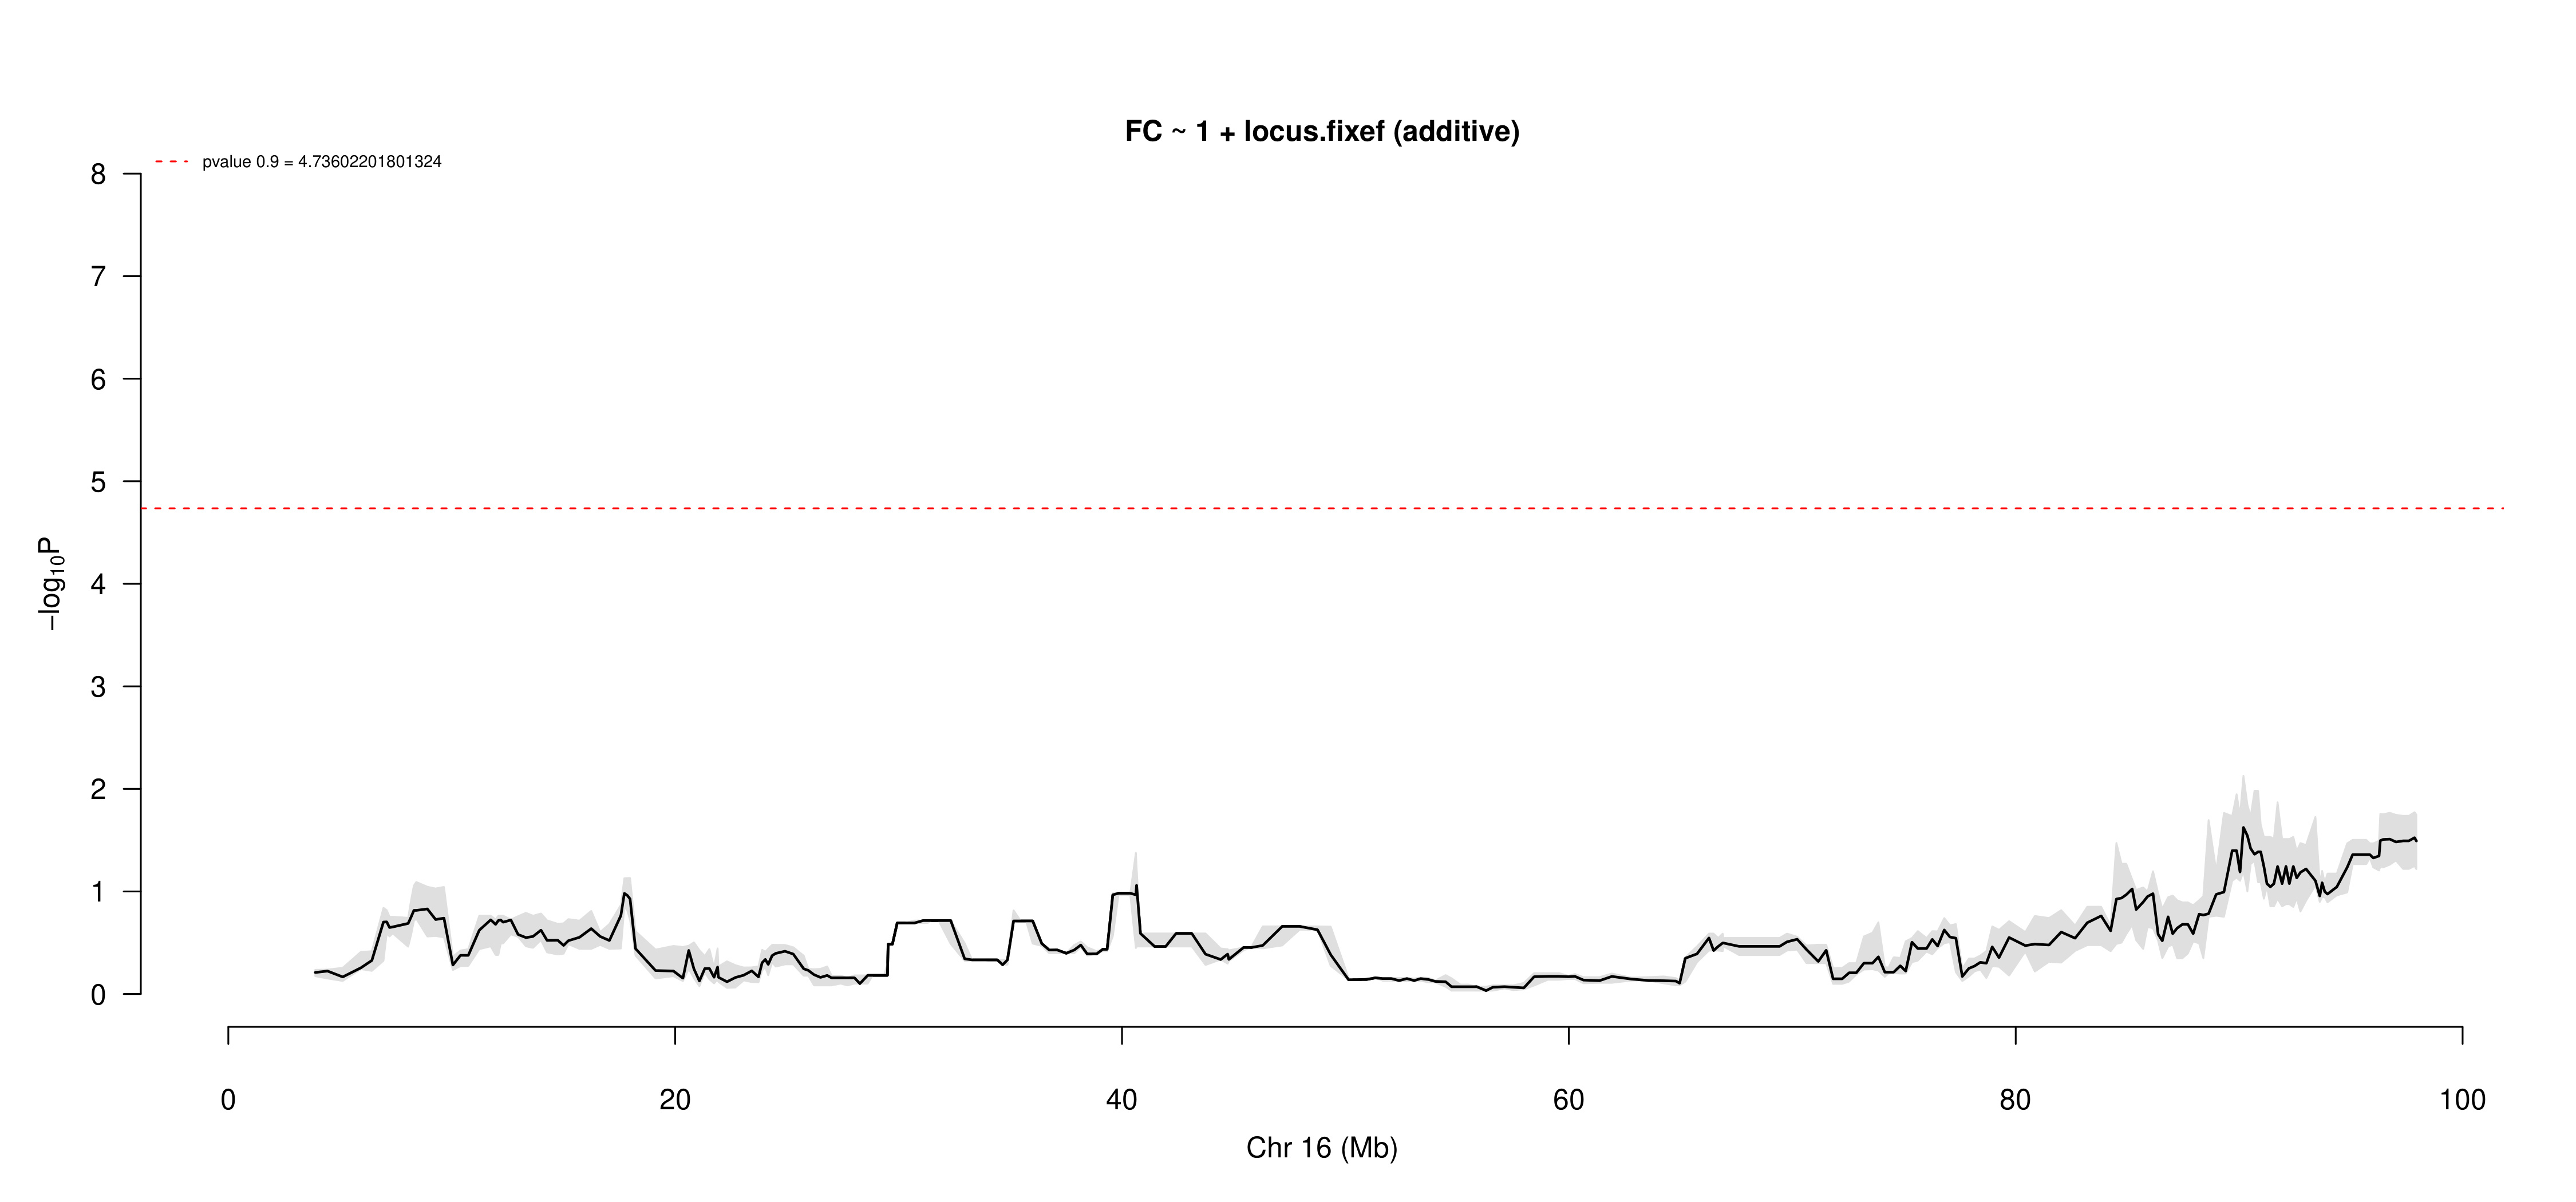 FC ~ 1 + locus.fixef (additive)
pvalue 0.9 = 4.73602201801324
8
7
6
5
4
3
2
1
0
−log10P
0 20 40 60 80 100
Chr 16 (Mb)